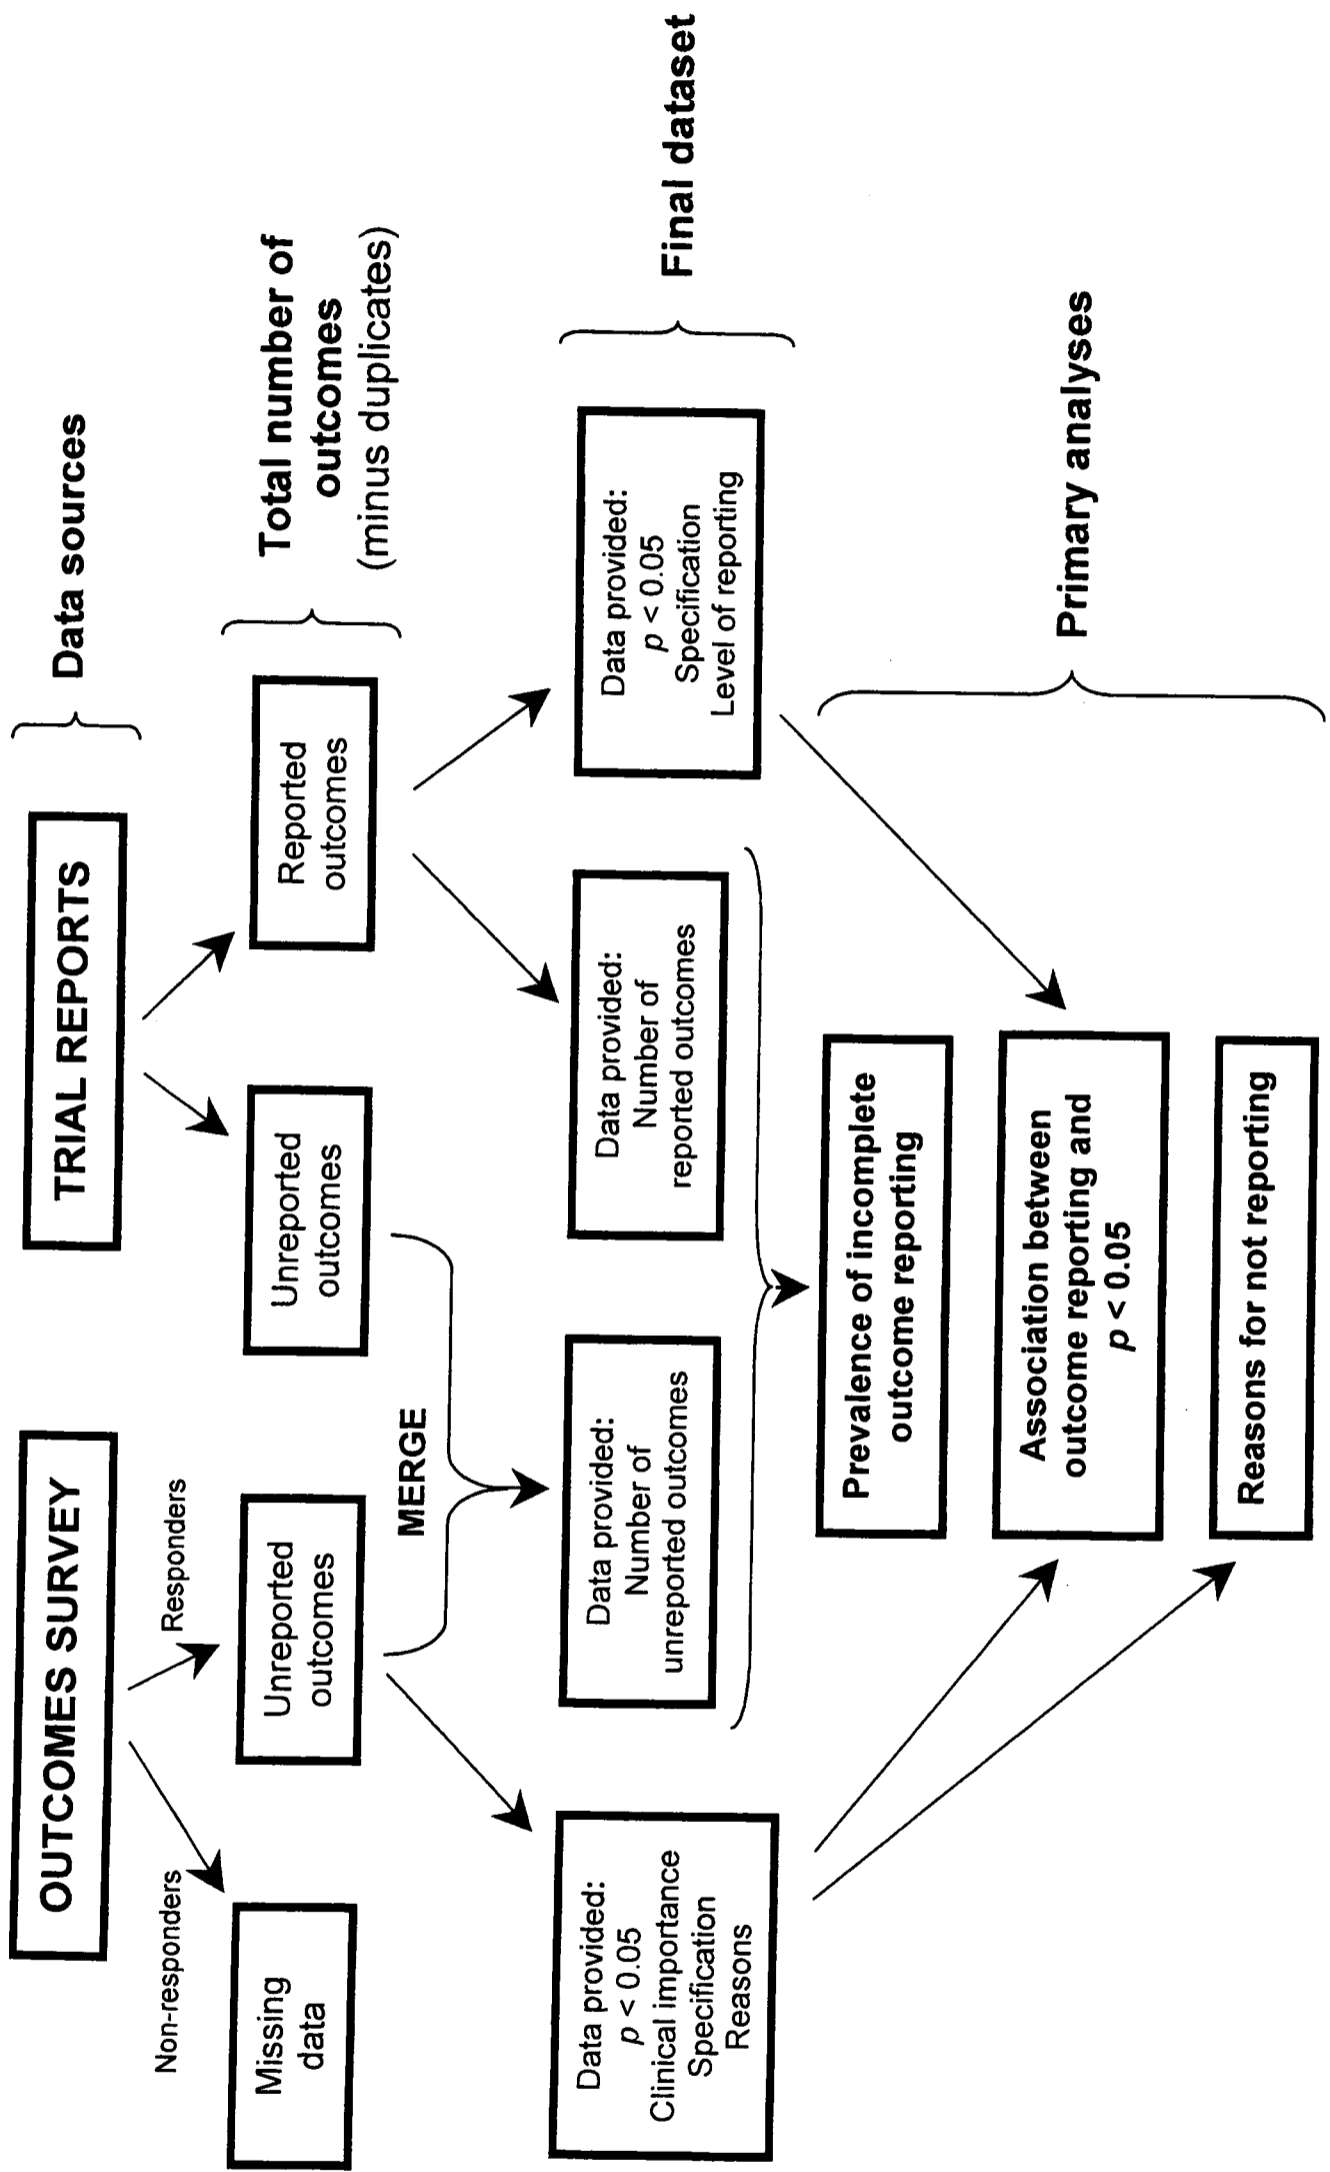 OUTCOMES SURVEY
TRIAL REPORTS
Data sources
Non-responders
Responders
Missing
data
Unreported
outcomes
Unreported
outcomes
Reported
outcomes
Total number of
outcomes
(minus duplicates)
MERGE
Data provided:
p < 0.05
Clinical importance
Specification
Reasons
Data provided:
Number of
unreported outcomes
Data provided:
Number of
reported outcomes
Data provided:
p < 0.05
Specification
Level of reporting
Final dataset
Prevalence of incomplete
outcome reporting
Association between
outcome reporting and
p < 0.05
Reasons for not reporting
Primary analyses